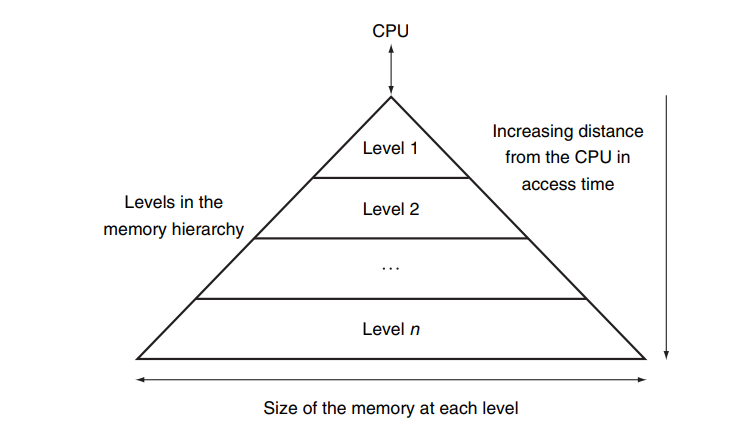 CPU
Level 1
Increasing distance
from the CPU in
access time
Levels in the
memory hierarchy
Level 2
...
Level n
Size of the memory at each level